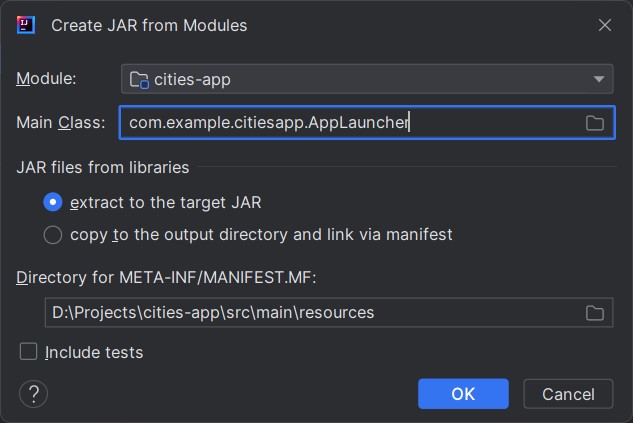 Create JAR from Modules
Module: cities-app
Main Class: com.example.citiesapp.AppLauncher
JAR files from libraries
extract to the target JAR
copy to the output directory and link via manifest
Directory for META-INF/MANIFEST.MF:
D:\Projects\cities-app\src\main\resources
Include tests
? OK Cancel